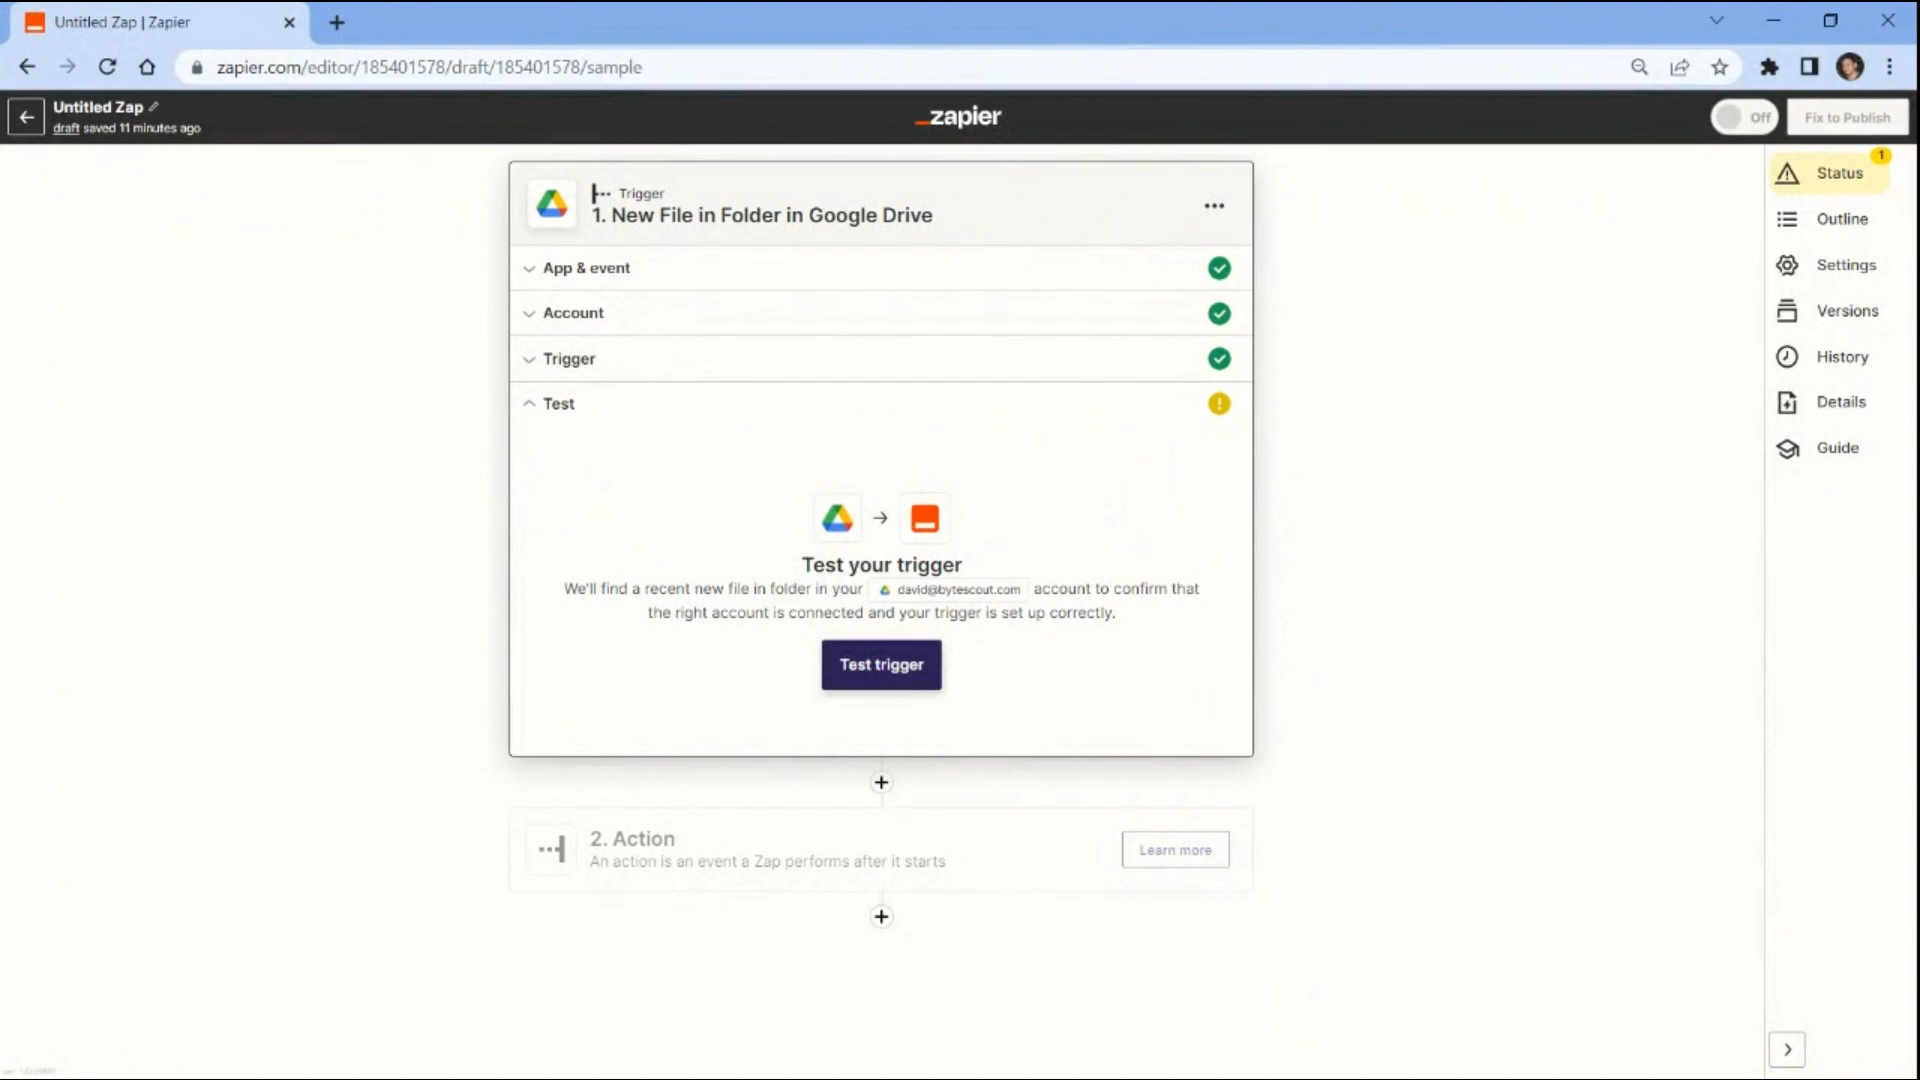 Untitled Zap | Zapier
zapier.com/editor/185401578/draft/185401578/sample
Untitled Zap
draft saved 11 minutes ago
_zapier
Off
Fix to Publish
Trigger
1. New File in Folder in Google Drive
App & event
Account
Trigger
Test
Test your trigger
We'll find a recent new file in folder in your david@bytescout.com account to confirm that
the right account is connected and your trigger is set up correctly.
Test trigger
2. Action
An action is an event a Zap performs after it starts
Learn more
1
Status
Outline
Settings
Versions
History
Details
Guide